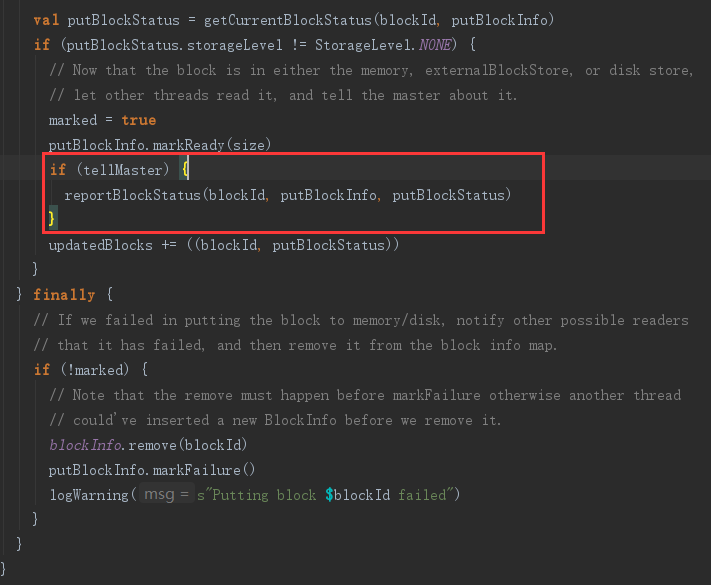 val putBlockStatus = getCurrentBlockStatus(blockId, putBlockInfo)
if (putBlockStatus.storageLevel != StorageLevel.NONE) {
// Now that the block is in either the memory, externalBlockStore, or disk store,
// let other threads read it, and tell the master about it.
marked = true
putBlockInfo.markReady(size)
if (tellMaster) {
reportBlockStatus(blockId, putBlockInfo, putBlockStatus)
}
updatedBlocks += ((blockId, putBlockStatus))
}
} finally {
// If we failed in putting the block to memory/disk, notify other possible readers
// that it has failed, and then remove it from the block info map.
if (!marked) {
// Note that the remove must happen before markFailure otherwise another thread
// could've inserted a new BlockInfo before we remove it.
blockInfo.remove(blockId)
putBlockInfo.markFailure()
logWarning( msg = s"Putting block $blockId failed")
}
}
}